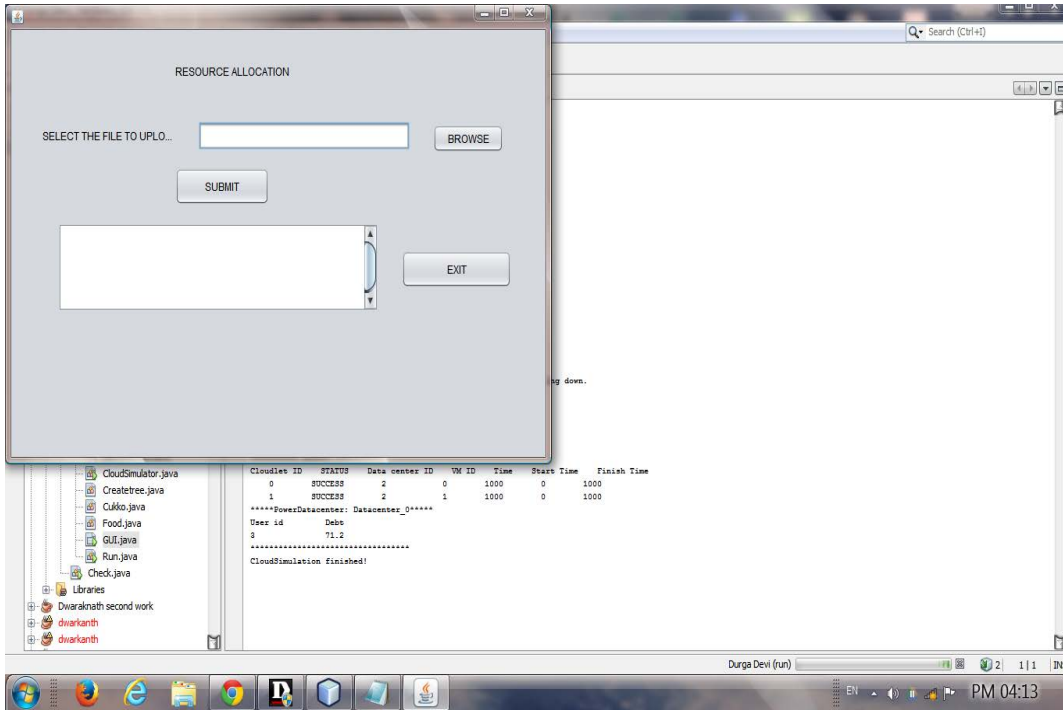 Search (Ctrl+I)
RESOURCE ALLOCATION
SELECT THE FILE TO UPLO...
BROWSE
SUBMIT
EXIT
ng down.
CloudSimulator.java
Createtree.java
Cukko.java
Food.java
GUI.java
Run.java
Check.java
Libraries
Dwaraknath second work
dwarkanth
dwarkanth
Cloudlet ID STATUS Data center ID VM ID Time Start Time Finish Time
0 SUCCESS 2 0 1000 0 1000
1 SUCCESS 2 1 1000 0 1000
*****PowerDatacenter: Datacenter_0*****
User id Debt
3 71.2
**********************************
CloudSimulation finished!
Durga Devi (run)
2 1|1 IN
EN
PM 04:13